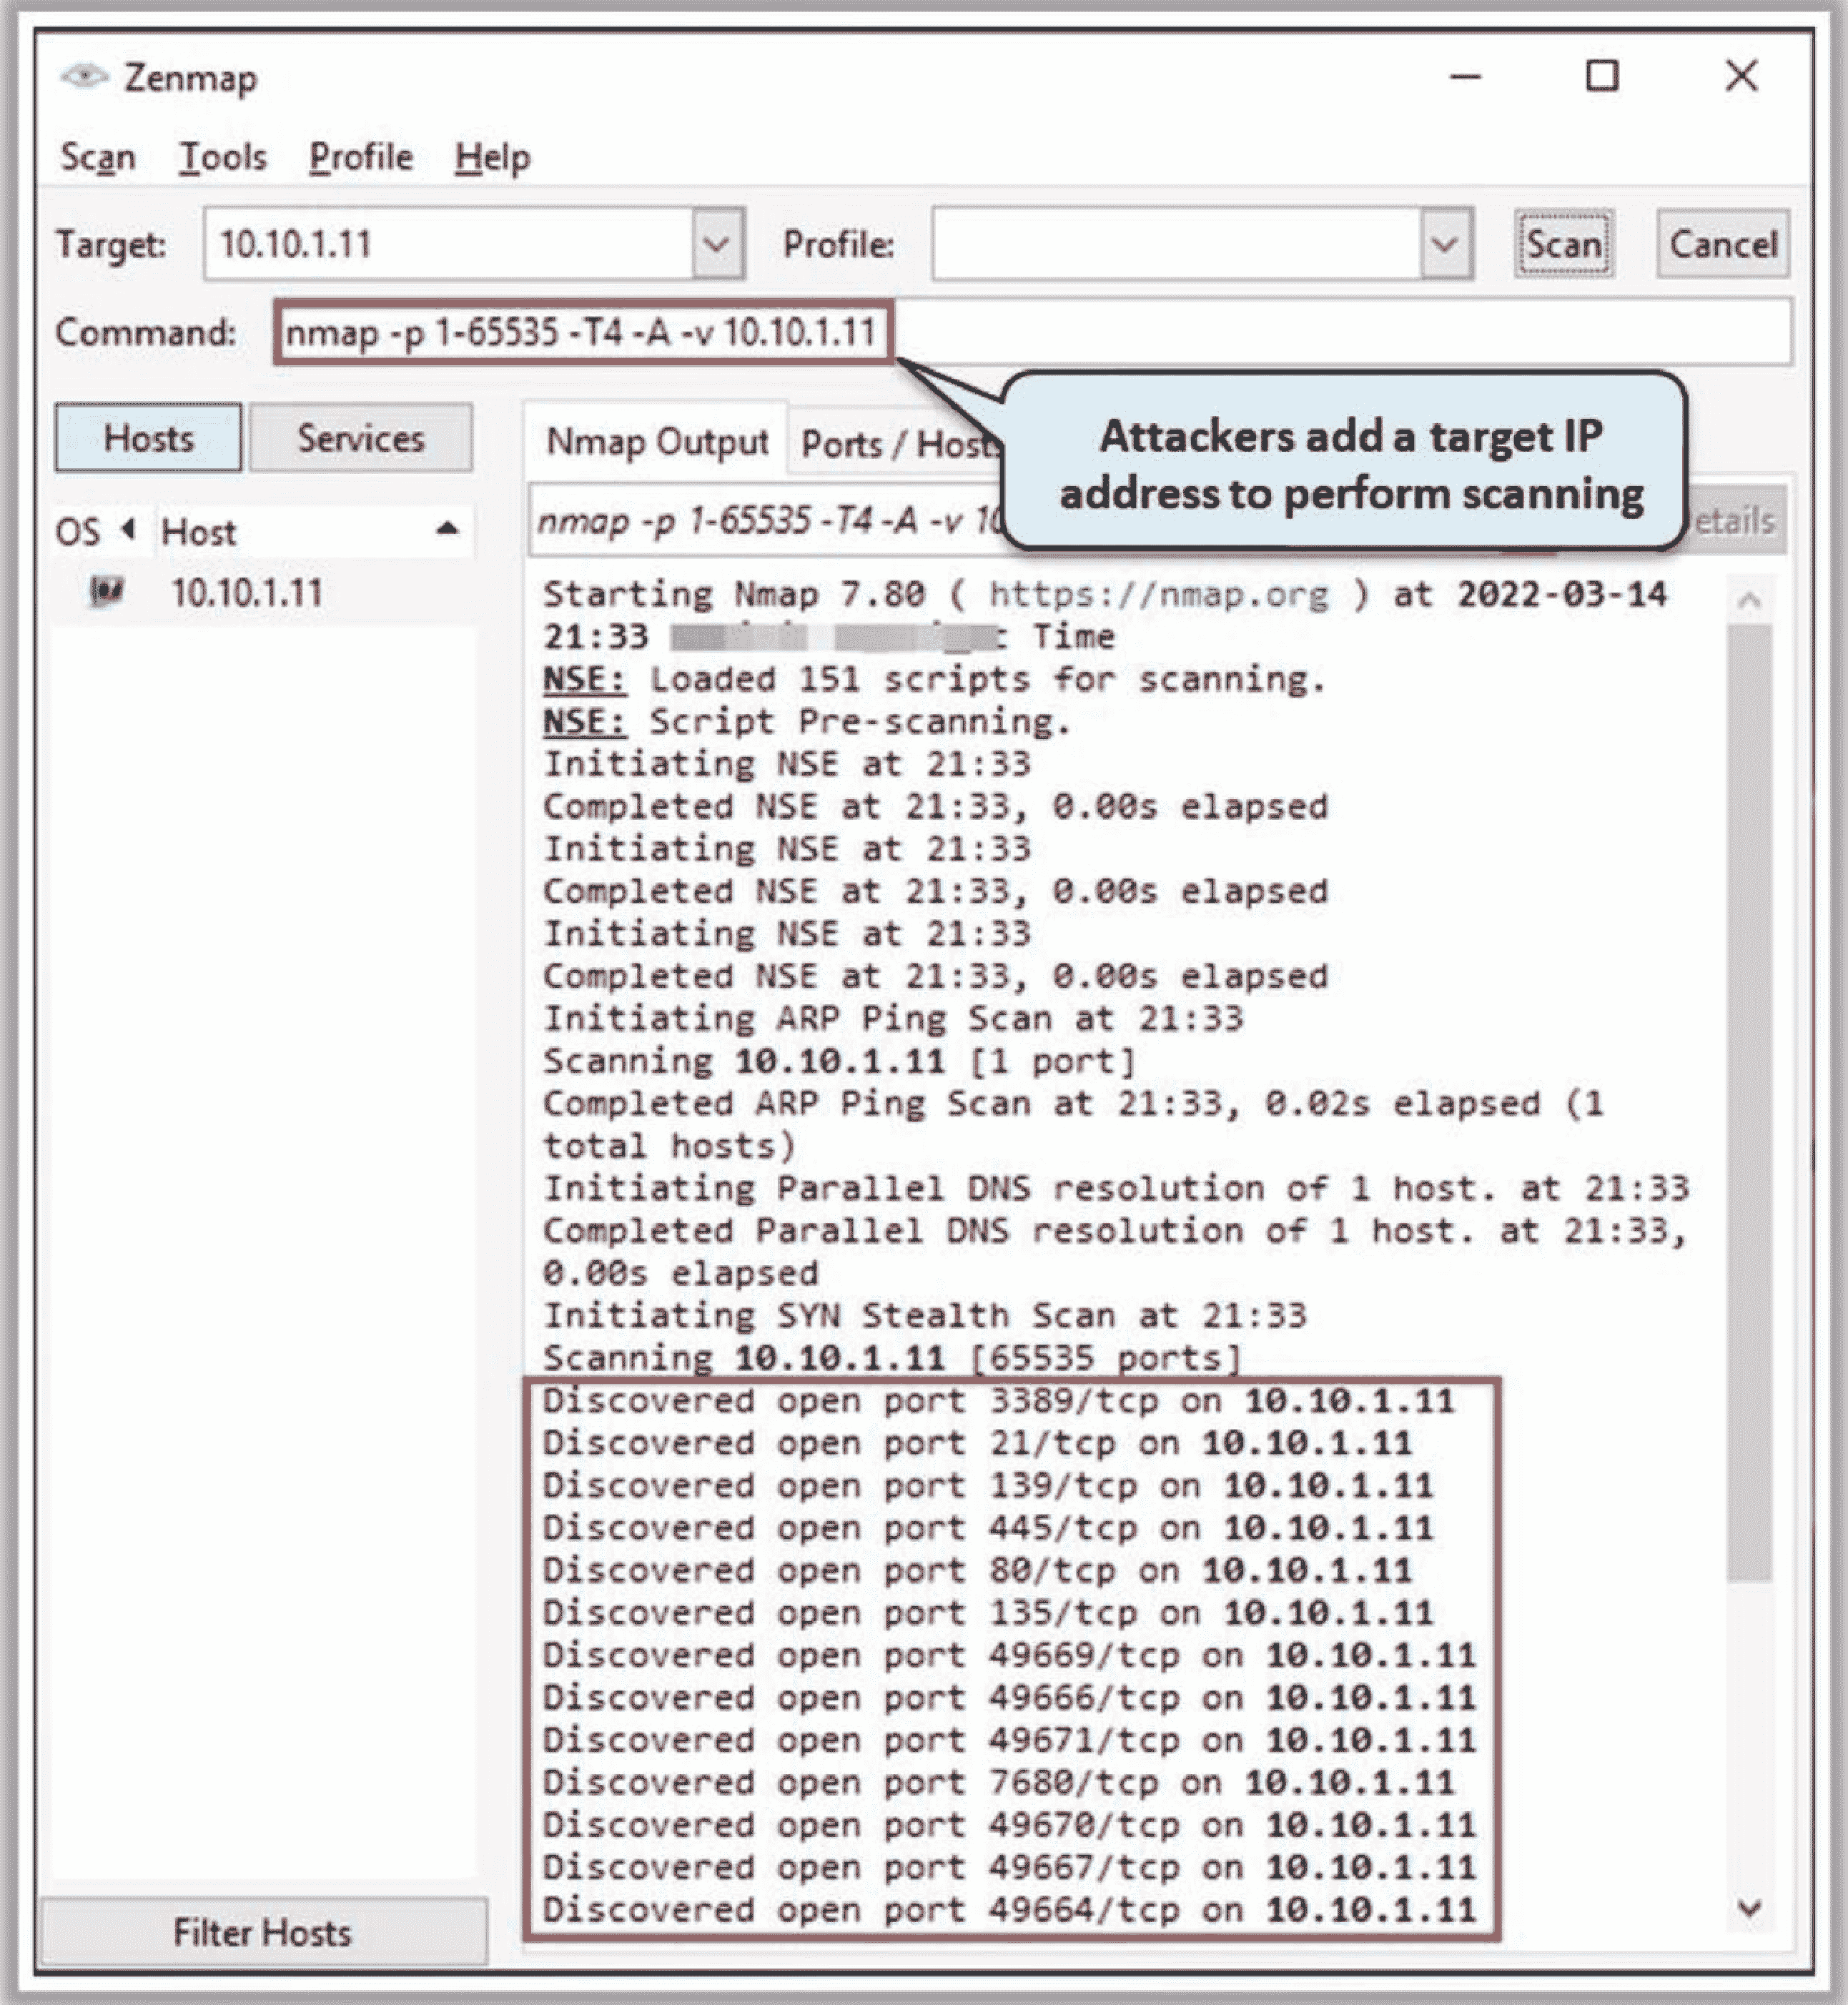 Zenmap
Scan Tools Profile Help
Target: 10.10.1.11 Profile: Scan Cancel
Command: nmap -p 1-65535 -T4 -A -v 10.10.1.11
Attackers add a target IP
address to perform scanning
Hosts Services
Nmap Output Ports / Hosts
OS Host
nmap -p 1-65535 -T4 -A -v 10 etails
10.10.1.11
Starting Nmap 7.80 ( https://nmap.org ) at 2022-03-14
21:33 Time
NSE: Loaded 151 scripts for scanning.
NSE: Script Pre-scanning.
Initiating NSE at 21:33
Completed NSE at 21:33, 0.00s elapsed
Initiating NSE at 21:33
Completed NSE at 21:33, 0.00s elapsed
Initiating NSE at 21:33
Completed NSE at 21:33, 0.00s elapsed
Initiating ARP Ping Scan at 21:33
Scanning 10.10.1.11 [1 port]
Completed ARP Ping Scan at 21:33, 0.02s elapsed (1
total hosts)
Initiating Parallel DNS resolution of 1 host. at 21:33
Completed Parallel DNS resolution of 1 host. at 21:33,
0.00s elapsed
Initiating SYN Stealth Scan at 21:33
Scanning 10.10.1.11 [65535 ports]
Discovered open port 3389/tcp on 10.10.1.11
Discovered open port 21/tcp on 10.10.1.11
Discovered open port 139/tcp on 10.10.1.11
Discovered open port 445/tcp on 10.10.1.11
Discovered open port 80/tcp on 10.10.1.11
Discovered open port 135/tcp on 10.10.1.11
Discovered open port 49669/tcp on 10.10.1.11
Discovered open port 49666/tcp on 10.10.1.11
Discovered open port 49671/tcp on 10.10.1.11
Discovered open port 7680/tcp on 10.10.1.11
Discovered open port 49670/tcp on 10.10.1.11
Discovered open port 49667/tcp on 10.10.1.11
Discovered open port 49664/tcp on 10.10.1.11
Filter Hosts